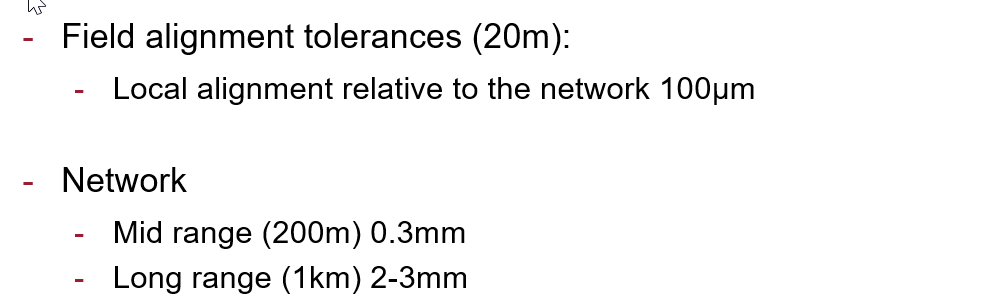 - Field alignment tolerances (20m):
- Local alignment relative to the network 100µm
- Network
- Mid range (200m) 0.3mm
- Long range (1km) 2-3mm